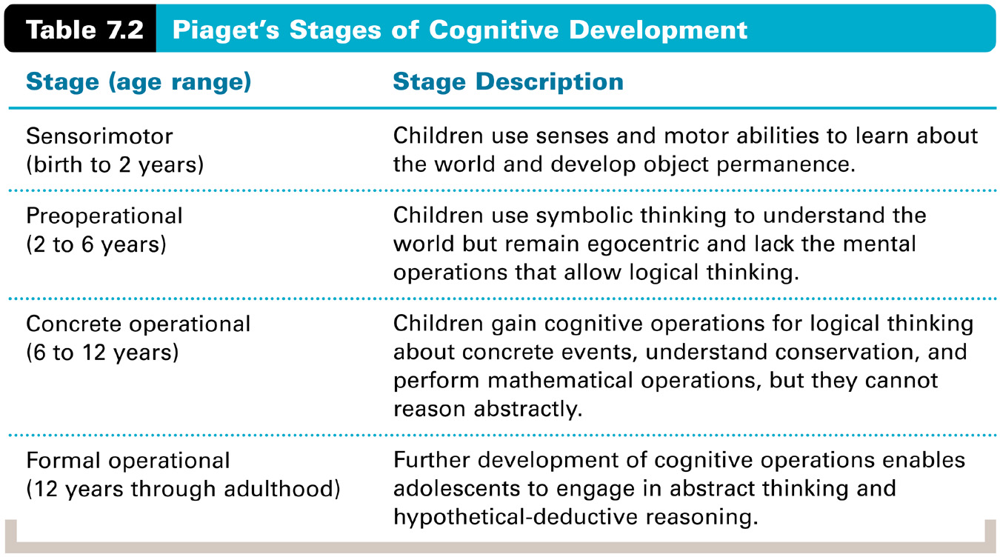 Table 7.2 Piaget’s Stages of Cognitive Development
Stage (age range) Stage Description
Sensorimotor
(birth to 2 years)
Children use senses and motor abilities to learn about
the world and develop object permanence.
Preoperational
(2 to 6 years)
Children use symbolic thinking to understand the
world but remain egocentric and lack the mental
operations that allow logical thinking.
Concrete operational
(6 to 12 years)
Children gain cognitive operations for logical thinking
about concrete events, understand conservation, and
perform mathematical operations, but they cannot
reason abstractly.
Formal operational
(12 years through adulthood)
Further development of cognitive operations enables
adolescents to engage in abstract thinking and
hypothetical-deductive reasoning.